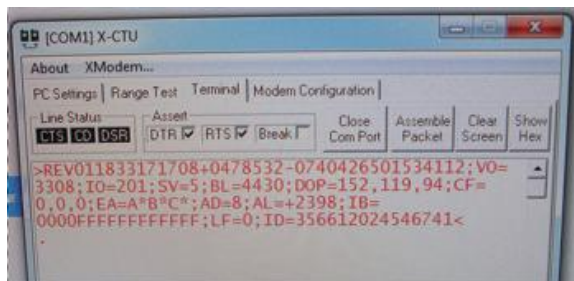 [COM1] X-CTU
About XModem...
PC Settings Range Test Terminal Modem Configuration
Line Status
CTS CD DSR
Assert
DTR RTS Break
Close
Com Port
Assemble
Packet
Clear
Screen
Show
Hex
>REV011833171708+0478532-0740426501534112;VO=
3308;IO=201;SV=5;BL=4430;DOP=152,119,94;CF=
0,0,0;EA=A*B*C*;AD=8;AL=+2398;IB=
0000FFFFFFFFFFFF;LF=0;ID=356612024546741<
.